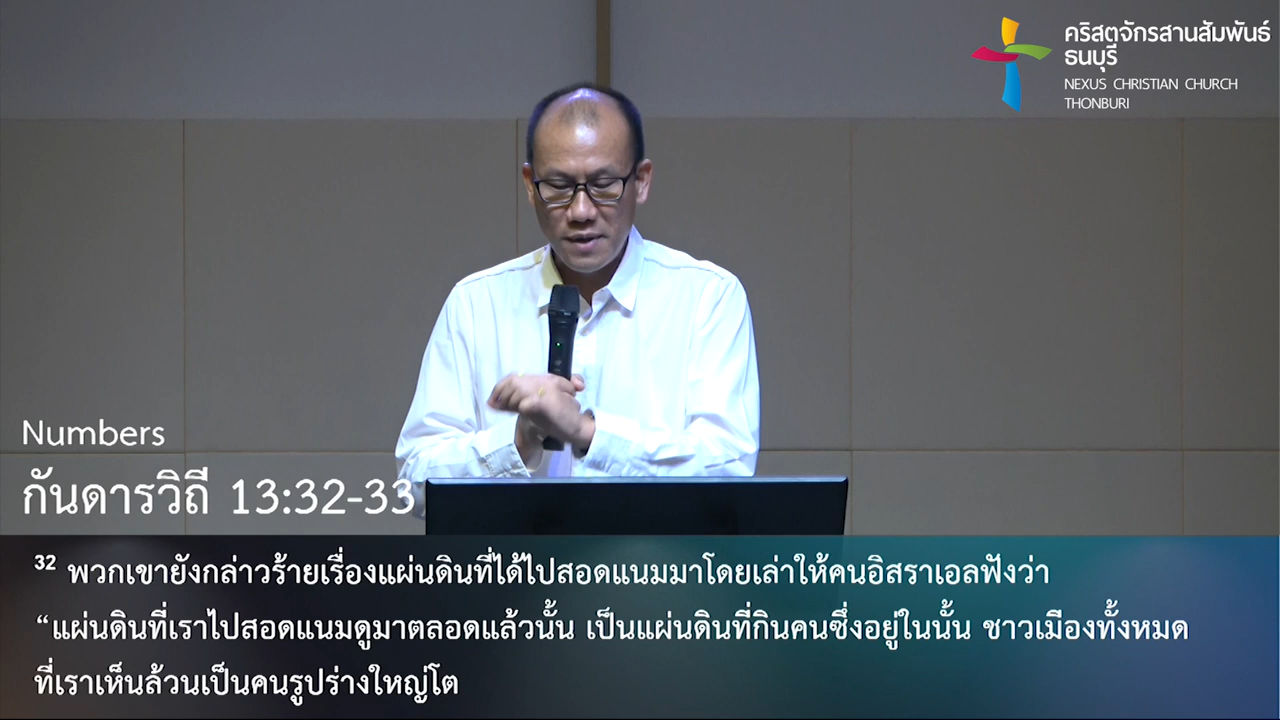 คริสตจักรสานสัมพันธ์
ธนบุรี
NEXUS CHRISTIAN CHURCH
THONBURI
Numbers
กันดารวิถี 13:32-33
³² พวกเขายังกล่าวร้ายเรื่องแผ่นดินที่ได้ไปสอดแนมมาโดยเล่าให้คนอิสราเอลฟังว่า
“แผ่นดินที่เราไปสอดแนมดูมาตลอดแล้วนั้น เป็นแผ่นดินที่กินคนซึ่งอยู่ในนั้น ชาวเมืองทั้งหมด
ที่เราเห็นล้วนเป็นคนรูปร่างใหญ่โต